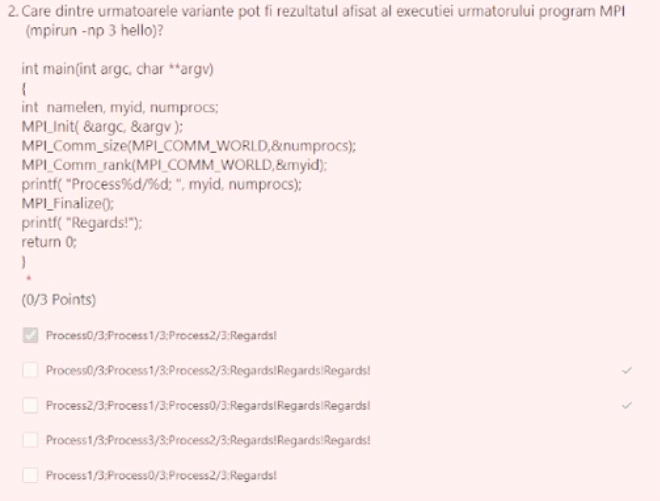 2. Care dintre urmatoarele variante pot fi rezultatul afisat al executiei urmatorului program MPI
(mpirun -np 3 hello)?
int main(int argc, char **argv)
{
int namelen, myid, numprocs;
MPI_Init( &argc, &argv );
MPI_Comm_size(MPI_COMM_WORLD,&numprocs);
MPI_Comm_rank(MPI_COMM_WORLD,&myid);
printf( "Process%d/%d; ", myid, numprocs);
MPI_Finalize();
printf( "Regards!");
return 0;
}
*
(0/3 Points)
Process0/3;Process1/3;Process2/3;Regards!
Process0/3;Process1/3;Process2/3;Regards!Regards!Regards!
Process2/3;Process1/3;Process0/3;Regards!Regards!Regards!
Process1/3;Process3/3;Process2/3;Regards!Regards!Regards!
Process1/3;Process0/3;Process2/3;Regards!